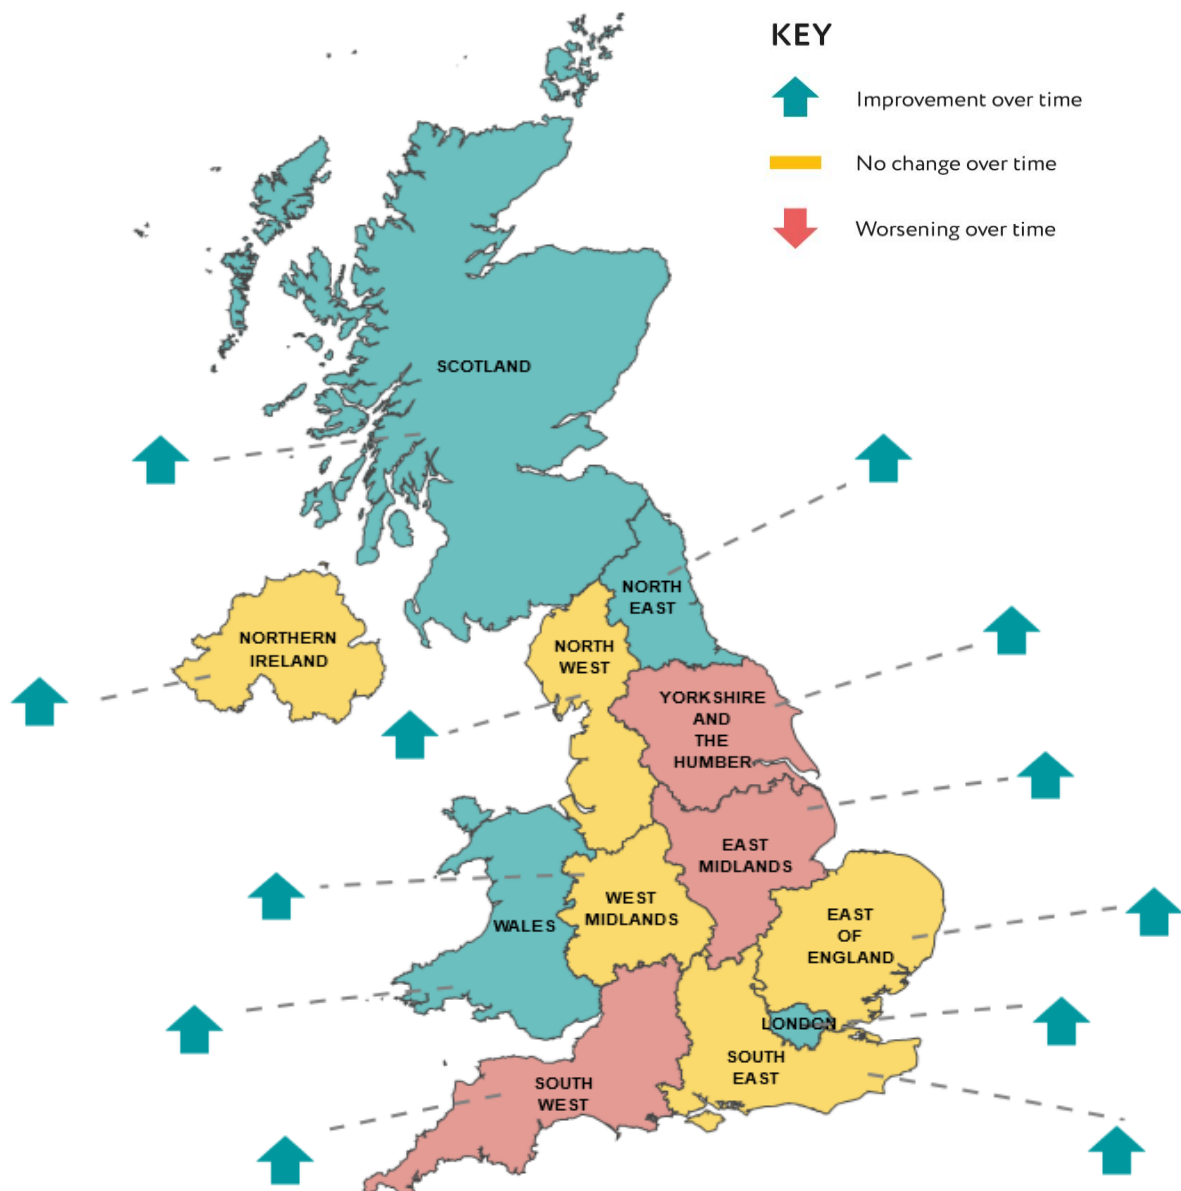 KEY
Improvement over time
No change over time
Worsening over time
SCOTLAND
NORTH
EAST
NORTHERN
IRELAND
NORTH
WEST
YORKSHIRE
AND
THE
HUMBER
EAST
MIDLANDS
WEST
MIDLANDS
WALES
EAST
OF
ENGLAND
LONDON
SOUTH
EAST
SOUTH
WEST